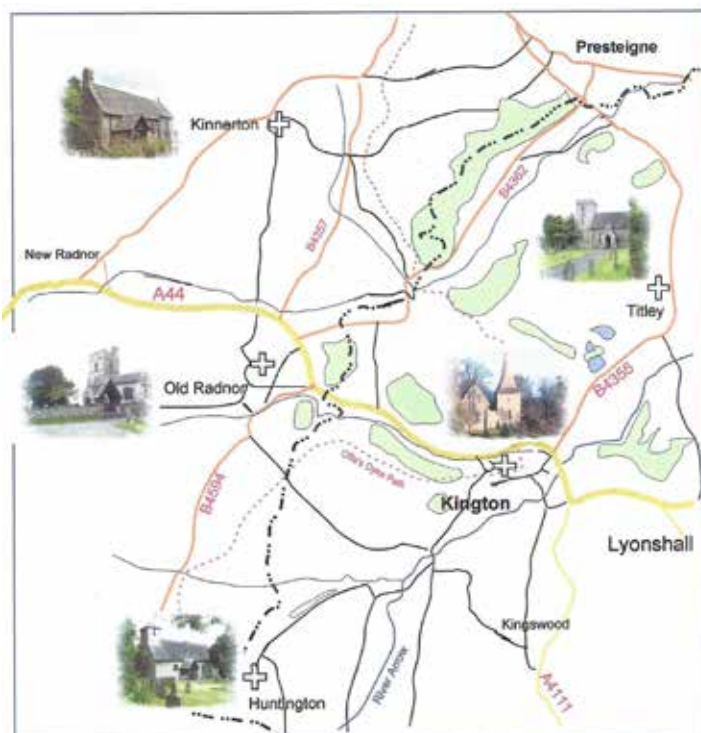 Presteigne
Kinnerton
B4362
B4357
New Radnor
A44
Titley
Old Radnor
B4355
Offa's Dyke Path
B4594
Kington
Lyonshall
Kingswood
River Arrow
A4111
Huntington